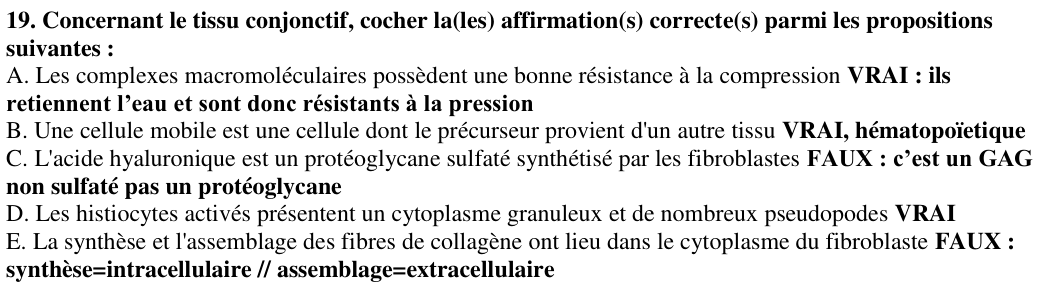 19. Concernant le tissu conjonctif, cocher la(les) affirmation(s) correcte(s) parmi les propositions
suivantes :
A. Les complexes macromoléculaires possèdent une bonne résistance à la compression VRAI : ils
retiennent l’eau et sont donc résistants à la pression
B. Une cellule mobile est une cellule dont le précurseur provient d'un autre tissu VRAI, hématopoïetique
C. L'acide hyaluronique est un protéoglycane sulfaté synthétisé par les fibroblastes FAUX : c’est un GAG
non sulfaté pas un protéoglycane
D. Les histiocytes activés présentent un cytoplasme granuleux et de nombreux pseudopodes VRAI
E. La synthèse et l'assemblage des fibres de collagène ont lieu dans le cytoplasme du fibroblaste FAUX :
synthèse=intracellulaire // assemblage=extracellulaire